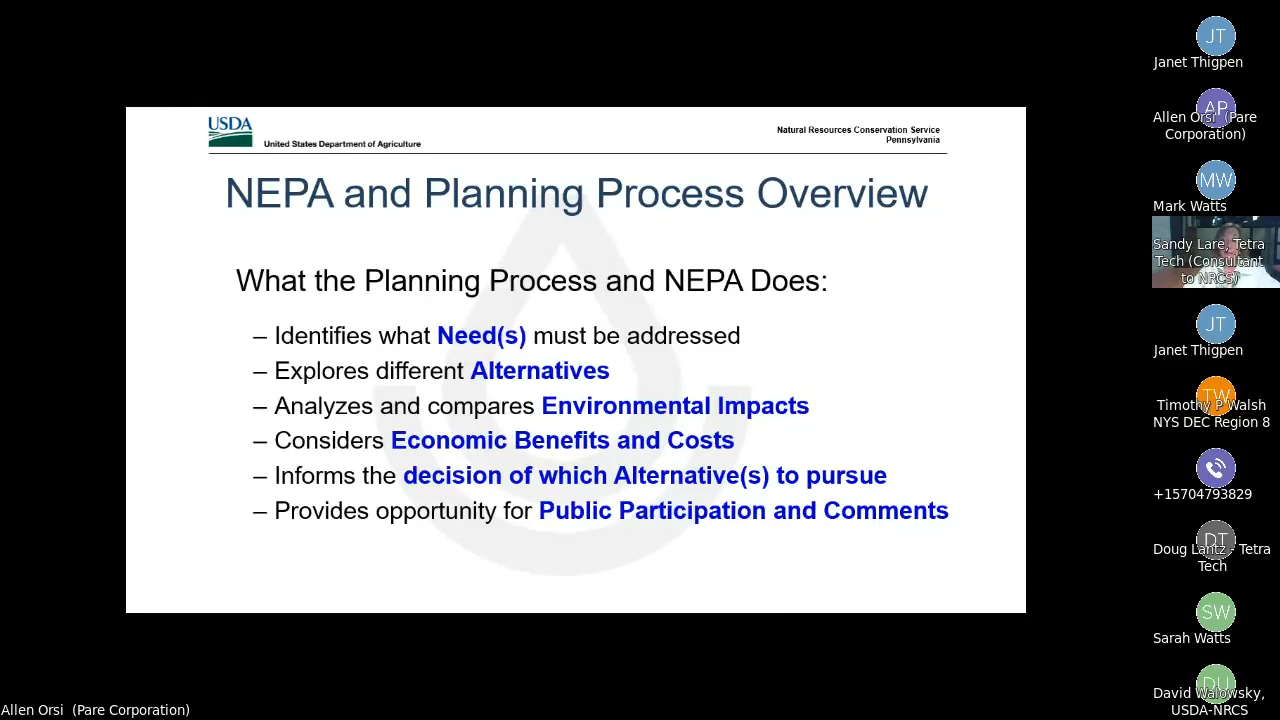 USDA
United States Department of Agriculture
Natural Resources Conservation Service
Pennsylvania
NEPA and Planning Process Overview
What the Planning Process and NEPA Does:
– Identifies what Need(s) must be addressed
– Explores different Alternatives
– Analyzes and compares Environmental Impacts
– Considers Economic Benefits and Costs
– Informs the decision of which Alternative(s) to pursue
– Provides opportunity for Public Participation and Comments
JT
Janet Thigpen
AP
Allen Orsi (Pare
Corporation)
MW
Mark Watts
Sandy Lare, Tetra
Tech (Consultant
to NRCS)
JT
Janet Thigpen
TW
Timothy P Walsh
NYS DEC Region 8
+15704793829
DT
Doug Lantz - Tetra
Tech
SW
Sarah Watts
DU
David Walowsky,
USDA-NRCS
Allen Orsi (Pare Corporation)